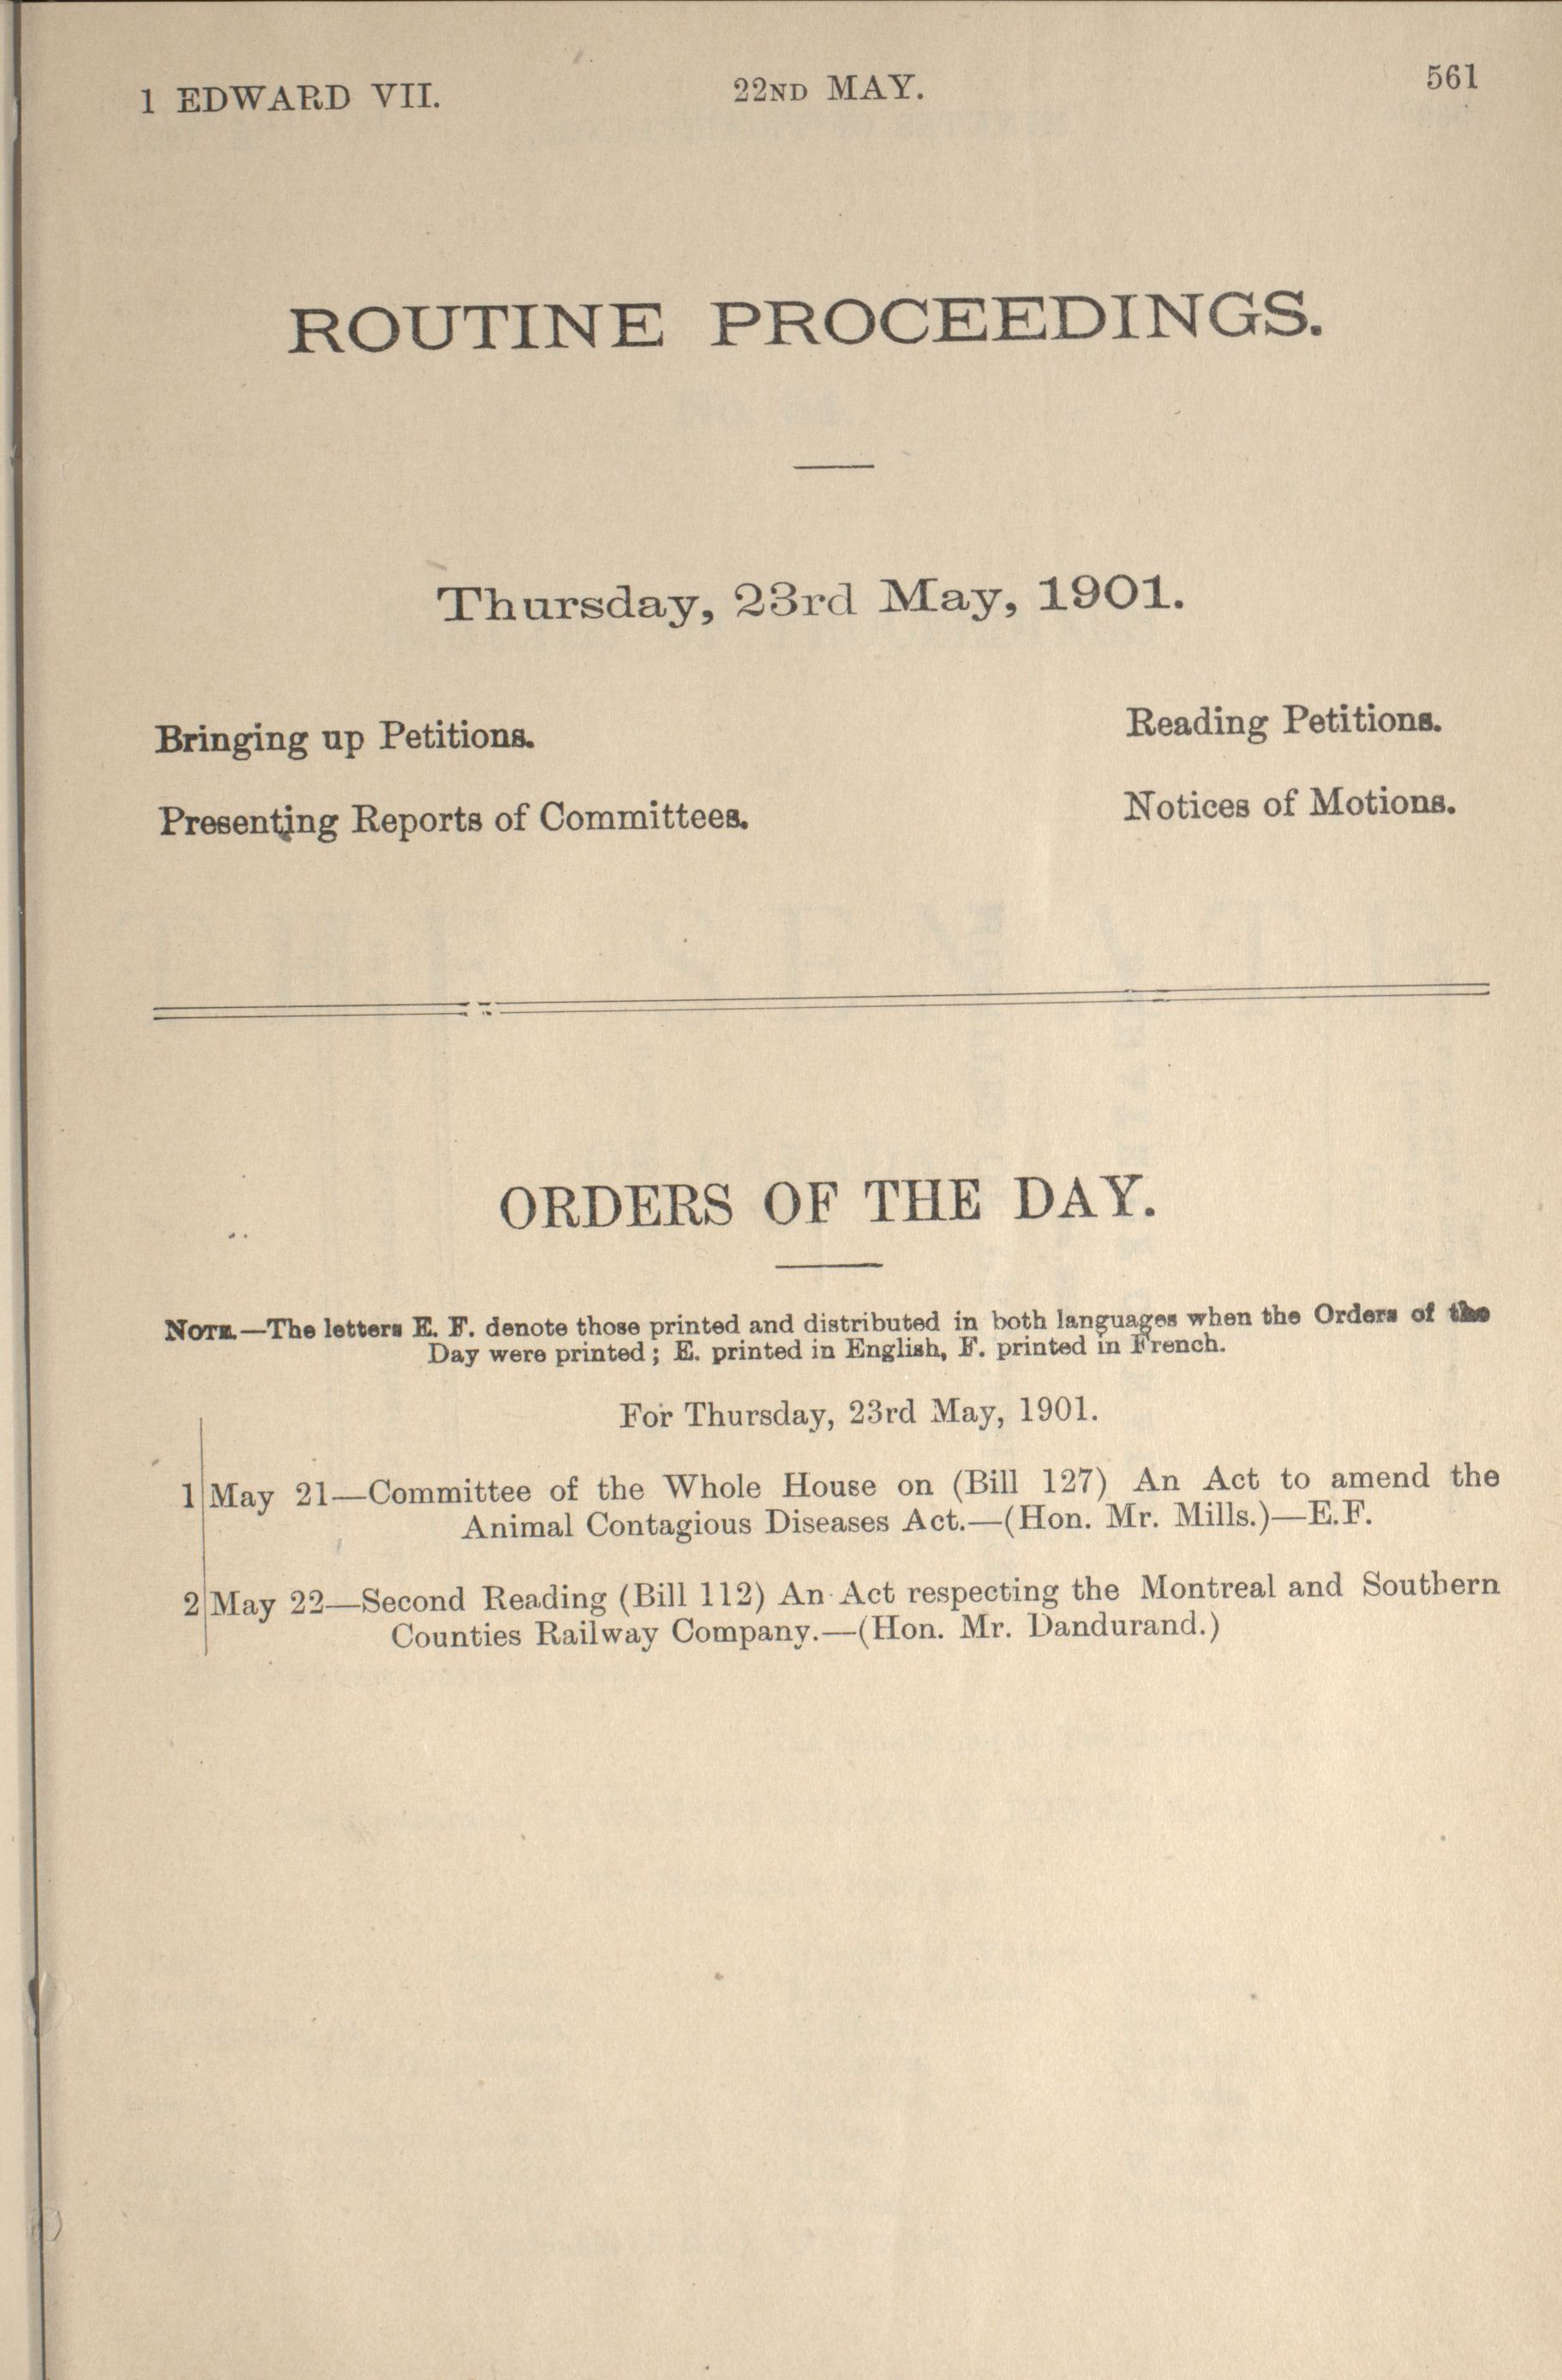 1 EDWARD VII. 22ND MAY. 561
ROUTINE PROCEEDINGS.
Thursday, 23rd May, 1901.
Bringing up Petitions. Reading Petitions.
Presenting Reports of Committees. Notices of Motions.
ORDERS OF THE DAY.
NOTE.—The letters E. F. denote those printed and distributed in both languages when the Orders of the
Day were printed; E. printed in English, F. printed in French.
For Thursday, 23rd May, 1901.
1 May 21—Committee of the Whole House on (Bill 127) An Act to amend the
Animal Contagious Diseases Act.—(Hon. Mr. Mills.)—E.F.
2 May 22—Second Reading (Bill 112) An Act respecting the Montreal and Southern
Counties Railway Company.—(Hon. Mr. Dandurand.)